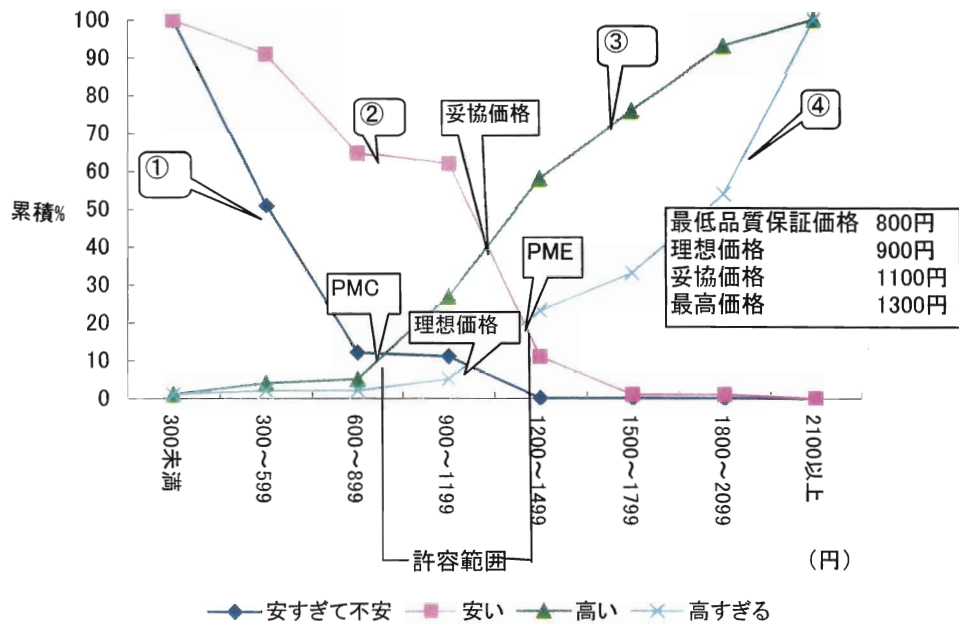 100
90
80
70
60
50
40
30
20
10
0
累積%
①
②
③
④
妥協価格
PMC
PME
理想価格
最低品質保証価格 800円
理想価格 900円
妥協価格 1100円
最高価格 1300円
300未満
300～599
600～899
900～1199
1200～1499
1500～1799
1800～2099
2100以上
許容範囲
（円）
安すぎて不安 安い 高い 高すぎる